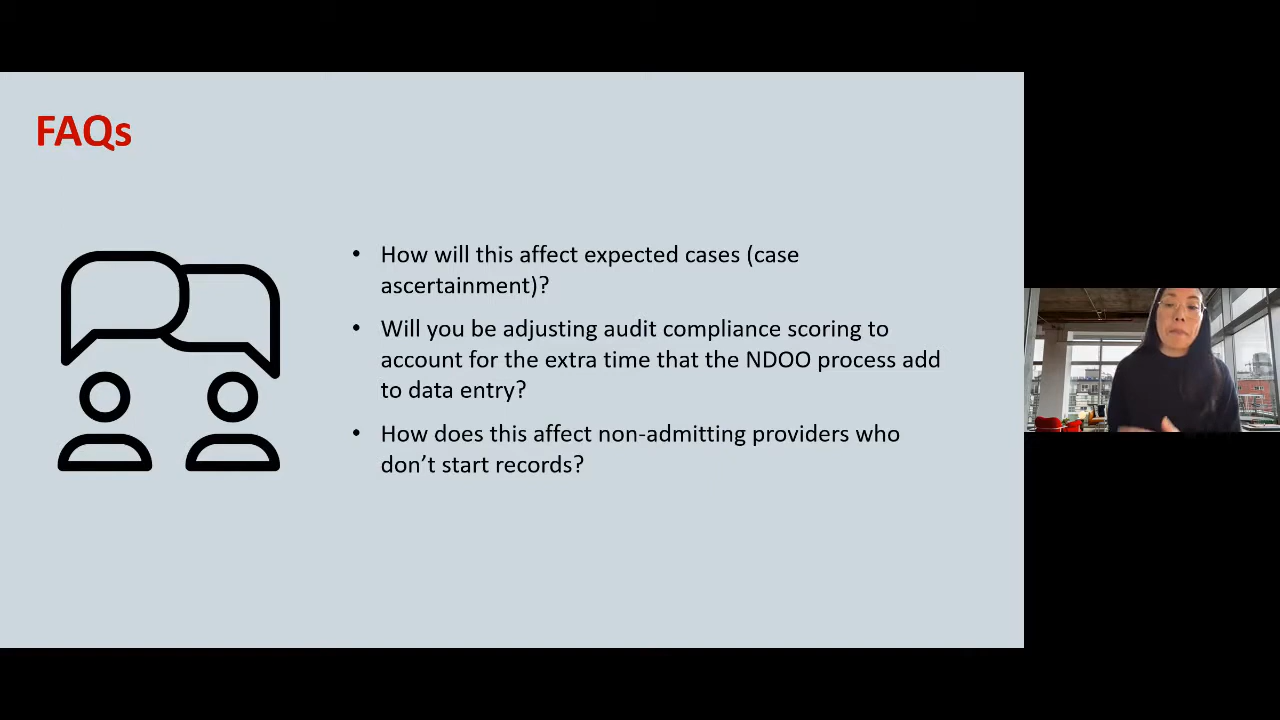 FAQs
• How will this affect expected cases (case
ascertainment)?
• Will you be adjusting audit compliance scoring to
account for the extra time that the NDOO process add
to data entry?
• How does this affect non-admitting providers who
don’t start records?